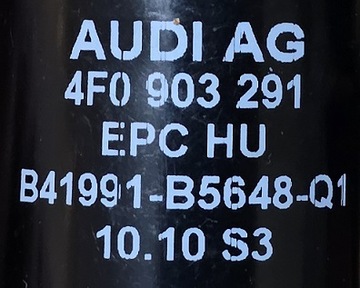 AUDI AG
4F0 903 291
EPC HU
B41991-B5648-Q1
10.10 S3